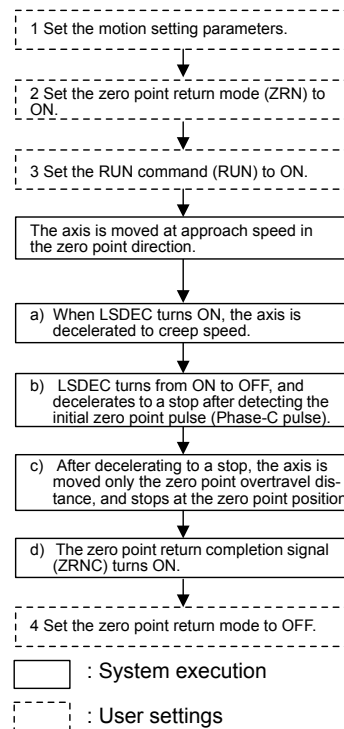 1 Set the motion setting parameters.
2 Set the zero point return mode (ZRN) to
ON.
3 Set the RUN command (RUN) to ON.
The axis is moved at approach speed in
the zero point direction.
a) When LSDEC turns ON, the axis is
decelerated to creep speed.
b) LSDEC turns from ON to OFF, and
decelerates to a stop after detecting the
initial zero point pulse (Phase-C pulse).
c) After decelerating to a stop, the axis is
moved only the zero point overtravel dis-
tance, and stops at the zero point position
d) The zero point return completion signal
(ZRNC) turns ON.
4 Set the zero point return mode to OFF.
: System execution
: User settings